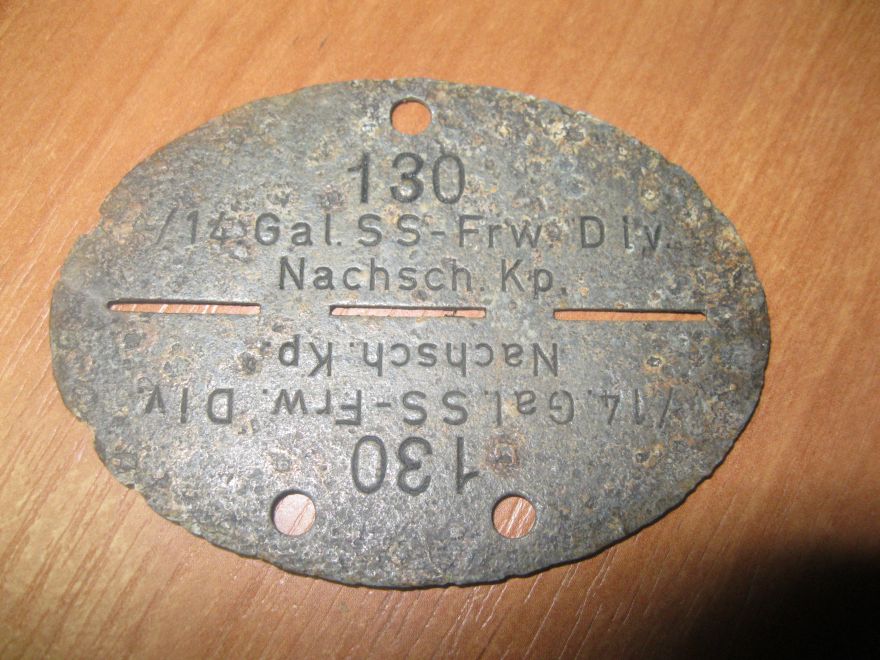 130
/14.Gal.SS-Frw. Div.
Nachsch.Kp.
Nachsch.Kp.
/14.Gal.SS-Frw. Div
130